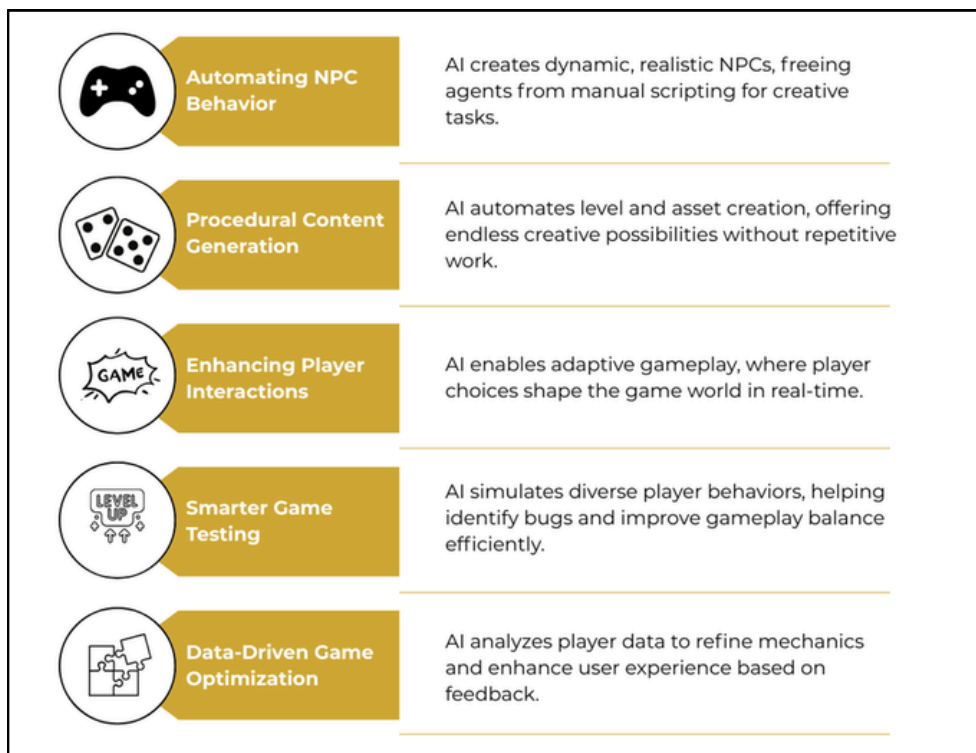 Automating NPC
Behavior
AI creates dynamic, realistic NPCs, freeing
agents from manual scripting for creative
tasks.
Procedural Content
Generation
AI automates level and asset creation, offering
endless creative possibilities without repetitive
work.
GAME
Enhancing Player
Interactions
AI enables adaptive gameplay, where player
choices shape the game world in real-time.
LEVEL
UP
Smarter Game
Testing
AI simulates diverse player behaviors, helping
identify bugs and improve gameplay balance
efficiently.
Data-Driven Game
Optimization
AI analyzes player data to refine mechanics
and enhance user experience based on
feedback.